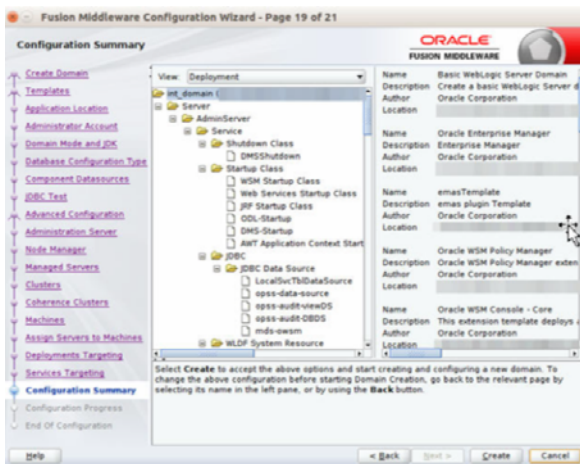 Fusion Middleware Configuration Wizard - Page 19 of 21
Configuration Summary
ORACLE
FUSION MIDDLEWARE
Create Domain
Templates
Application Location
Administrator Account
Domain Mode and JDK
Database Configuration Type
Component Datasources
JDBC Test
Advanced Configuration
Administration Server
Node Manager
Managed Servers
Clusters
Coherence Clusters
Machines
Assign Servers to Machines
Deployments Targeting
Services Targeting
Configuration Summary
Configuration Progress
End Of Configuration
View: Deployment
int_domain (
Server
AdminServer
Service
Shutdown Class
DMSShutdown
Startup Class
WSM Startup Class
Web Services Startup Class
JRF Startup Class
ODL-Startup
DMS-Startup
AWT Application Context Start
JDBC
JDBC Data Source
LocalSvcTblDataSource
opss-data-source
opss-audit-viewDS
opss-audit-DBDS
mds-owsm
WLDF System Resource
Name Basic WebLogic Server Domain
Description Create a basic WebLogic Server d
Author Oracle Corporation
Location
Name Oracle Enterprise Manager
Description Enterprise Manager
Author Oracle Corporation
Location
Name emasTemplate
Description emas plugin Template
Author Oracle Corporation
Location
Name Oracle WSM Policy Manager
Description Oracle WSM Policy Manager exten
Author Oracle Corporation
Location
Name Oracle WSM Console - Core
Description This extension template deploys
Author Oracle Corporation
Location
Select Create to accept the above options and start creating and configuring a new domain. To
change the above configuration before starting Domain Creation, go back to the relevant page by
selecting its name in the left pane, or by using the Back button.
Help
< Back
Next >
Create
Cancel